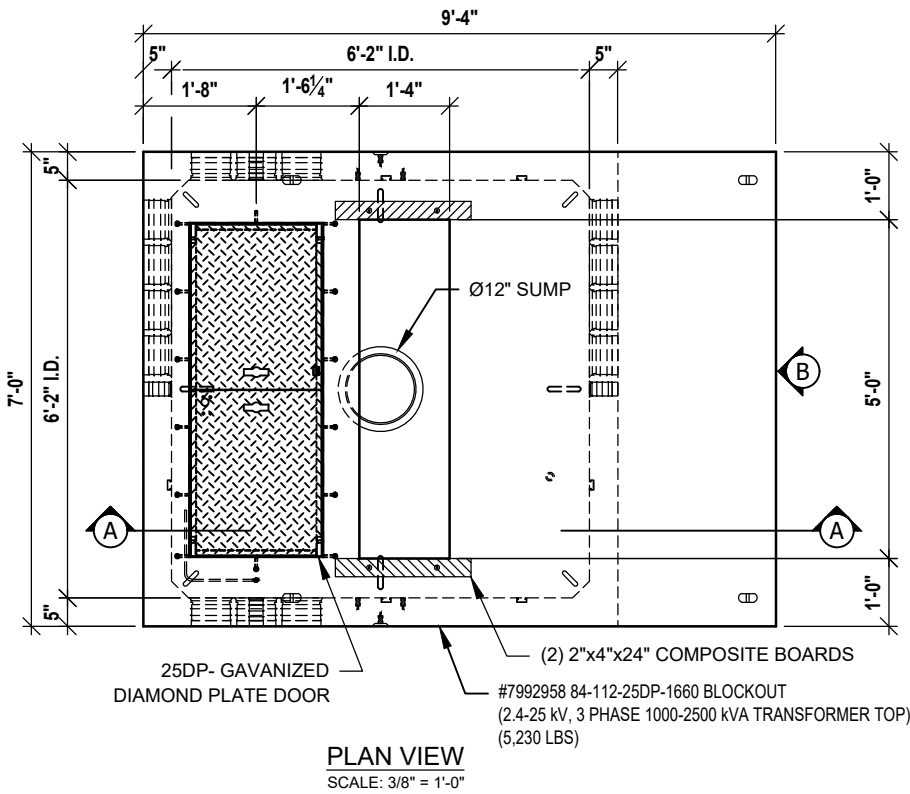 9'-4"
5"
6'-2" I.D.
5"
1'-8"
1'-6¼"
1'-4"
5"
1'-0"
Ø12" SUMP
B
7'-0"
6'-2" I.D.
5'-0"
A
A
5"
1'-0"
25DP- GAVANIZED
DIAMOND PLATE DOOR
(2) 2"x4"x24" COMPOSITE BOARDS
#7992958 84-112-25DP-1660 BLOCKOUT
(2.4-25 kV, 3 PHASE 1000-2500 kVA TRANSFORMER TOP)
(5,230 LBS)
PLAN VIEW
SCALE: 3/8" = 1'-0"